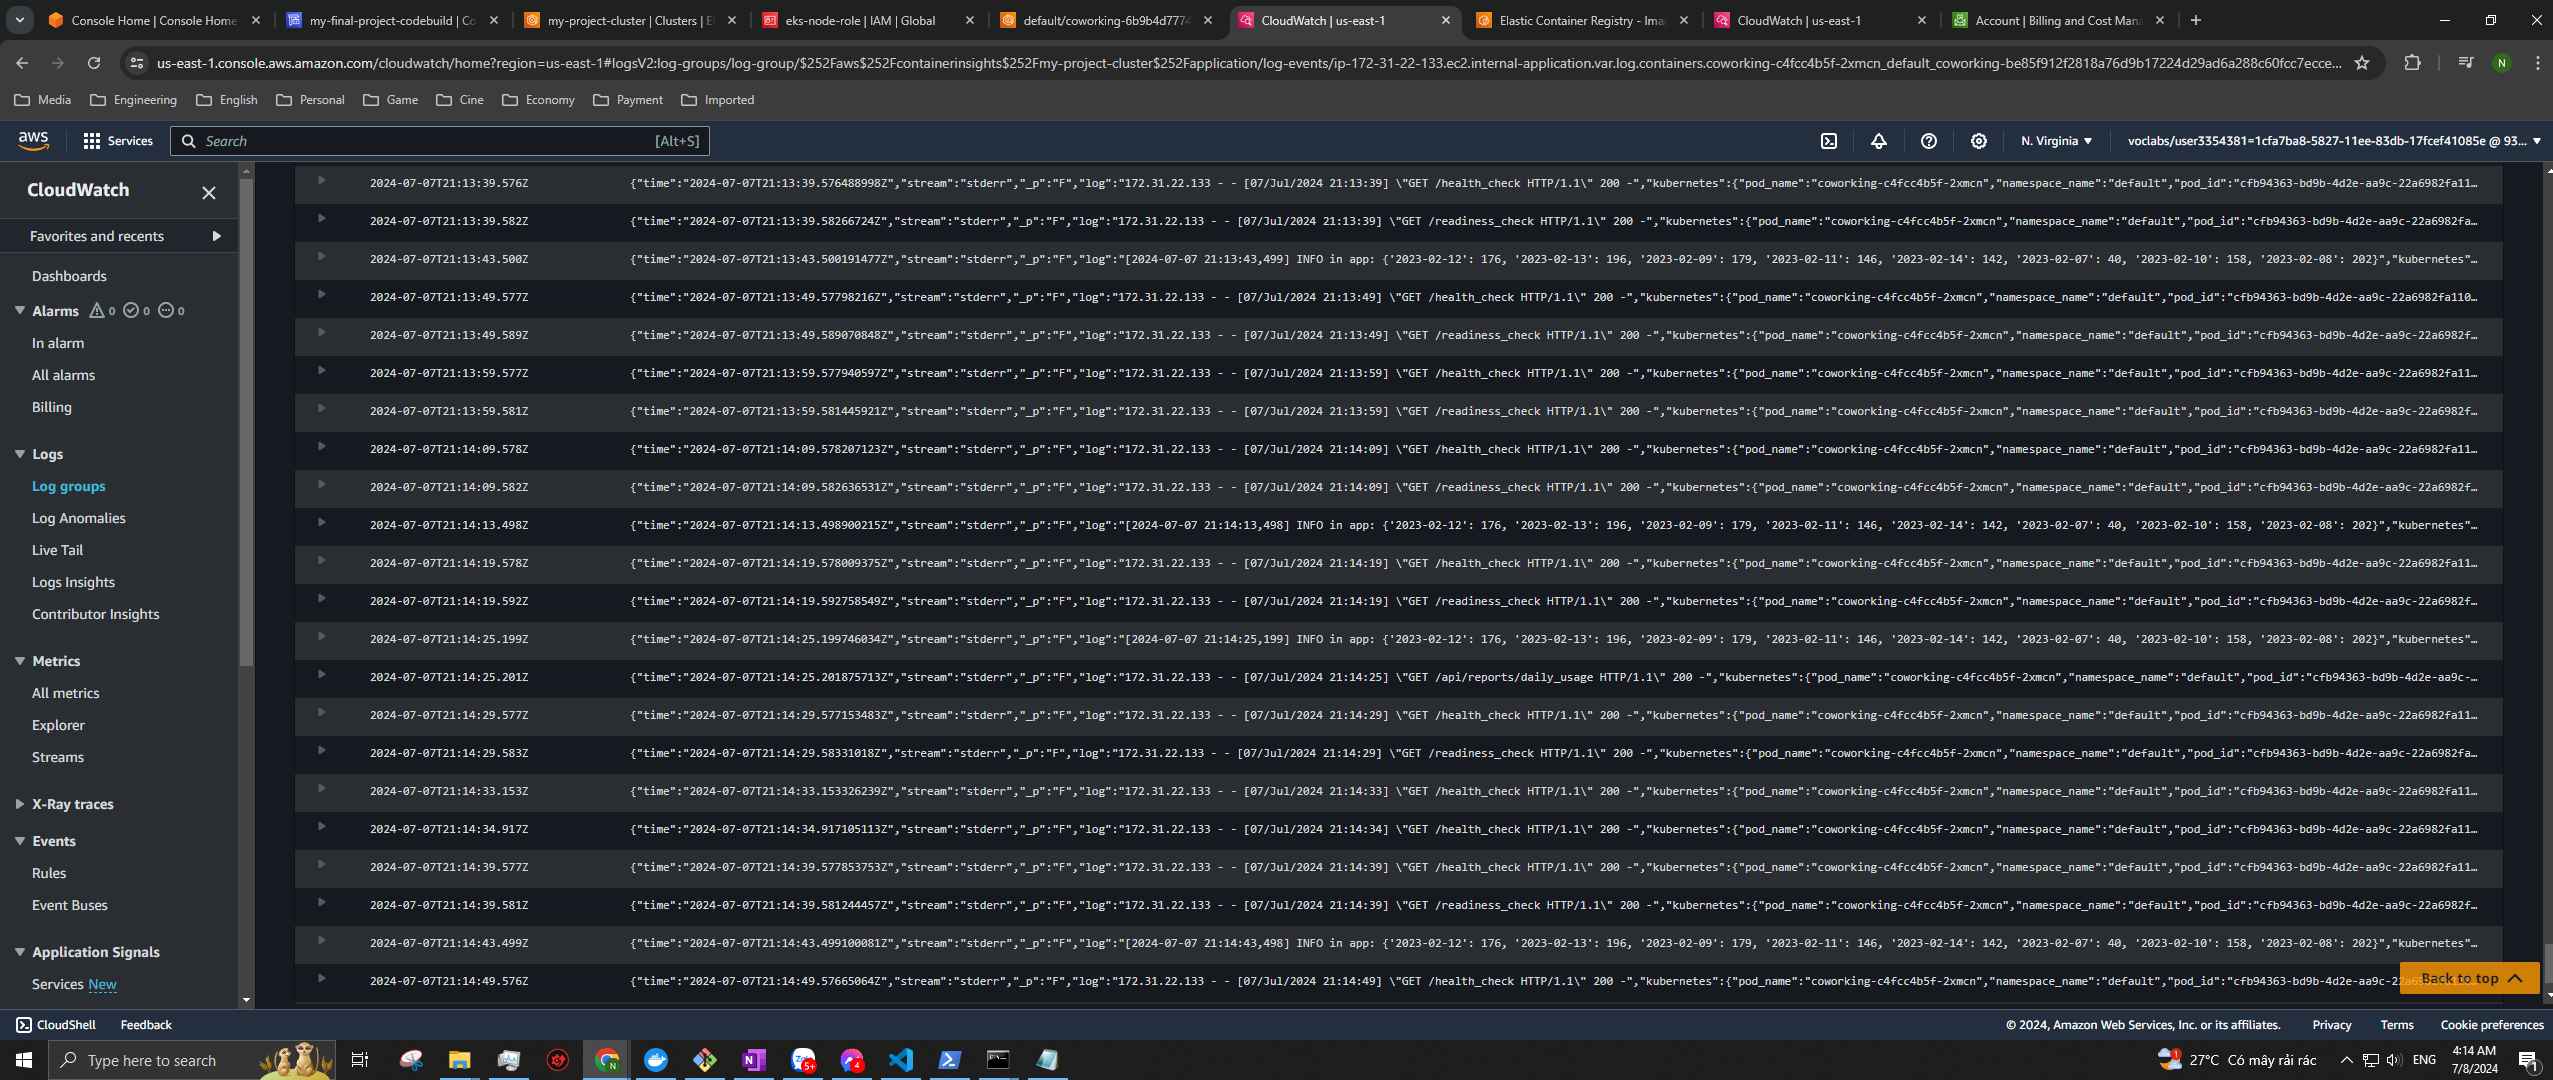 Console Home | Console Home
my-final-project-codebuild | Co
my-project-cluster | Clusters | El
eks-node-role | IAM | Global
default/coworking-6b9b4d7774
CloudWatch | us-east-1
Elastic Container Registry - Ima
CloudWatch | us-east-1
Account | Billing and Cost Mana
us-east-1.console.aws.amazon.com/cloudwatch/home?region=us-east-1#logsV2:log-groups/log-group/$252Faws$252Fcontainerinsights$252Fmy-project-cluster$252Fapplication/log-events/ip-172-31-22-133.ec2.internal-application.var.log.containers.coworking-c4fcc4b5f-2xmcn_default_coworking-be85f912f2818a76d9b17224d29ad6a288c60fcc7ecce...
N
Media Engineering English Personal Game Cine Economy Payment Imported
aws Services Search [Alt+S] N. Virginia voclabs/user3354381=1cfa7ba8-5827-11ee-83db-17fcef41085e @ 93...
CloudWatch
Favorites and recents
Dashboards
Alarms 0 0 0
In alarm
All alarms
Billing
Logs
Log groups
Log Anomalies
Live Tail
Logs Insights
Contributor Insights
Metrics
All metrics
Explorer
Streams
X-Ray traces
Events
Rules
Event Buses
Application Signals
Services New
2024-07-07T21:13:39.576Z {"time":"2024-07-07T21:13:39.576488998Z","stream":"stderr","_p":"F","log":"172.31.22.133 - - [07/Jul/2024 21:13:39] \"GET /health_check HTTP/1.1\" 200 -","kubernetes":{"pod_name":"coworking-c4fcc4b5f-2xmcn","namespace_name":"default","pod_id":"cfb94363-bd9b-4d2e-aa9c-22a6982fa11…
2024-07-07T21:13:39.582Z {"time":"2024-07-07T21:13:39.58266724Z","stream":"stderr","_p":"F","log":"172.31.22.133 - - [07/Jul/2024 21:13:39] \"GET /readiness_check HTTP/1.1\" 200 -","kubernetes":{"pod_name":"coworking-c4fcc4b5f-2xmcn","namespace_name":"default","pod_id":"cfb94363-bd9b-4d2e-aa9c-22a6982fa…
2024-07-07T21:13:43.500Z {"time":"2024-07-07T21:13:43.500191477Z","stream":"stderr","_p":"F","log":"[2024-07-07 21:13:43,499] INFO in app: {'2023-02-12': 176, '2023-02-13': 196, '2023-02-09': 179, '2023-02-11': 146, '2023-02-14': 142, '2023-02-07': 40, '2023-02-10': 158, '2023-02-08': 202}","kubernetes"…
2024-07-07T21:13:49.577Z {"time":"2024-07-07T21:13:49.57798216Z","stream":"stderr","_p":"F","log":"172.31.22.133 - - [07/Jul/2024 21:13:49] \"GET /health_check HTTP/1.1\" 200 -","kubernetes":{"pod_name":"coworking-c4fcc4b5f-2xmcn","namespace_name":"default","pod_id":"cfb94363-bd9b-4d2e-aa9c-22a6982fa110…
2024-07-07T21:13:49.589Z {"time":"2024-07-07T21:13:49.589070848Z","stream":"stderr","_p":"F","log":"172.31.22.133 - - [07/Jul/2024 21:13:49] \"GET /readiness_check HTTP/1.1\" 200 -","kubernetes":{"pod_name":"coworking-c4fcc4b5f-2xmcn","namespace_name":"default","pod_id":"cfb94363-bd9b-4d2e-aa9c-22a6982f…
2024-07-07T21:13:59.577Z {"time":"2024-07-07T21:13:59.577940597Z","stream":"stderr","_p":"F","log":"172.31.22.133 - - [07/Jul/2024 21:13:59] \"GET /health_check HTTP/1.1\" 200 -","kubernetes":{"pod_name":"coworking-c4fcc4b5f-2xmcn","namespace_name":"default","pod_id":"cfb94363-bd9b-4d2e-aa9c-22a6982fa11…
2024-07-07T21:13:59.581Z {"time":"2024-07-07T21:13:59.581445921Z","stream":"stderr","_p":"F","log":"172.31.22.133 - - [07/Jul/2024 21:13:59] \"GET /readiness_check HTTP/1.1\" 200 -","kubernetes":{"pod_name":"coworking-c4fcc4b5f-2xmcn","namespace_name":"default","pod_id":"cfb94363-bd9b-4d2e-aa9c-22a6982f…
2024-07-07T21:14:09.578Z {"time":"2024-07-07T21:14:09.578207123Z","stream":"stderr","_p":"F","log":"172.31.22.133 - - [07/Jul/2024 21:14:09] \"GET /health_check HTTP/1.1\" 200 -","kubernetes":{"pod_name":"coworking-c4fcc4b5f-2xmcn","namespace_name":"default","pod_id":"cfb94363-bd9b-4d2e-aa9c-22a6982fa11…
2024-07-07T21:14:09.582Z {"time":"2024-07-07T21:14:09.582636531Z","stream":"stderr","_p":"F","log":"172.31.22.133 - - [07/Jul/2024 21:14:09] \"GET /readiness_check HTTP/1.1\" 200 -","kubernetes":{"pod_name":"coworking-c4fcc4b5f-2xmcn","namespace_name":"default","pod_id":"cfb94363-bd9b-4d2e-aa9c-22a6982f…
2024-07-07T21:14:13.498Z {"time":"2024-07-07T21:14:13.498900215Z","stream":"stderr","_p":"F","log":"[2024-07-07 21:14:13,498] INFO in app: {'2023-02-12': 176, '2023-02-13': 196, '2023-02-09': 179, '2023-02-11': 146, '2023-02-14': 142, '2023-02-07': 40, '2023-02-10': 158, '2023-02-08': 202}","kubernetes"…
2024-07-07T21:14:19.578Z {"time":"2024-07-07T21:14:19.578009375Z","stream":"stderr","_p":"F","log":"172.31.22.133 - - [07/Jul/2024 21:14:19] \"GET /health_check HTTP/1.1\" 200 -","kubernetes":{"pod_name":"coworking-c4fcc4b5f-2xmcn","namespace_name":"default","pod_id":"cfb94363-bd9b-4d2e-aa9c-22a6982fa11…
2024-07-07T21:14:19.592Z {"time":"2024-07-07T21:14:19.592758549Z","stream":"stderr","_p":"F","log":"172.31.22.133 - - [07/Jul/2024 21:14:19] \"GET /readiness_check HTTP/1.1\" 200 -","kubernetes":{"pod_name":"coworking-c4fcc4b5f-2xmcn","namespace_name":"default","pod_id":"cfb94363-bd9b-4d2e-aa9c-22a6982f…
2024-07-07T21:14:25.199Z {"time":"2024-07-07T21:14:25.199746034Z","stream":"stderr","_p":"F","log":"[2024-07-07 21:14:25,199] INFO in app: {'2023-02-12': 176, '2023-02-13': 196, '2023-02-09': 179, '2023-02-11': 146, '2023-02-14': 142, '2023-02-07': 40, '2023-02-10': 158, '2023-02-08': 202}","kubernetes"…
2024-07-07T21:14:25.201Z {"time":"2024-07-07T21:14:25.201875713Z","stream":"stderr","_p":"F","log":"172.31.22.133 - - [07/Jul/2024 21:14:25] \"GET /api/reports/daily_usage HTTP/1.1\" 200 -","kubernetes":{"pod_name":"coworking-c4fcc4b5f-2xmcn","namespace_name":"default","pod_id":"cfb94363-bd9b-4d2e-aa9c-…
2024-07-07T21:14:29.577Z {"time":"2024-07-07T21:14:29.577153483Z","stream":"stderr","_p":"F","log":"172.31.22.133 - - [07/Jul/2024 21:14:29] \"GET /health_check HTTP/1.1\" 200 -","kubernetes":{"pod_name":"coworking-c4fcc4b5f-2xmcn","namespace_name":"default","pod_id":"cfb94363-bd9b-4d2e-aa9c-22a6982fa11…
2024-07-07T21:14:29.583Z {"time":"2024-07-07T21:14:29.58331018Z","stream":"stderr","_p":"F","log":"172.31.22.133 - - [07/Jul/2024 21:14:29] \"GET /readiness_check HTTP/1.1\" 200 -","kubernetes":{"pod_name":"coworking-c4fcc4b5f-2xmcn","namespace_name":"default","pod_id":"cfb94363-bd9b-4d2e-aa9c-22a6982fa…
2024-07-07T21:14:33.153Z {"time":"2024-07-07T21:14:33.153326239Z","stream":"stderr","_p":"F","log":"172.31.22.133 - - [07/Jul/2024 21:14:33] \"GET /health_check HTTP/1.1\" 200 -","kubernetes":{"pod_name":"coworking-c4fcc4b5f-2xmcn","namespace_name":"default","pod_id":"cfb94363-bd9b-4d2e-aa9c-22a6982fa11…
2024-07-07T21:14:34.917Z {"time":"2024-07-07T21:14:34.917105113Z","stream":"stderr","_p":"F","log":"172.31.22.133 - - [07/Jul/2024 21:14:34] \"GET /health_check HTTP/1.1\" 200 -","kubernetes":{"pod_name":"coworking-c4fcc4b5f-2xmcn","namespace_name":"default","pod_id":"cfb94363-bd9b-4d2e-aa9c-22a6982fa11…
2024-07-07T21:14:39.577Z {"time":"2024-07-07T21:14:39.577853753Z","stream":"stderr","_p":"F","log":"172.31.22.133 - - [07/Jul/2024 21:14:39] \"GET /health_check HTTP/1.1\" 200 -","kubernetes":{"pod_name":"coworking-c4fcc4b5f-2xmcn","namespace_name":"default","pod_id":"cfb94363-bd9b-4d2e-aa9c-22a6982fa11…
2024-07-07T21:14:39.581Z {"time":"2024-07-07T21:14:39.581244457Z","stream":"stderr","_p":"F","log":"172.31.22.133 - - [07/Jul/2024 21:14:39] \"GET /readiness_check HTTP/1.1\" 200 -","kubernetes":{"pod_name":"coworking-c4fcc4b5f-2xmcn","namespace_name":"default","pod_id":"cfb94363-bd9b-4d2e-aa9c-22a6982f…
2024-07-07T21:14:43.499Z {"time":"2024-07-07T21:14:43.499100081Z","stream":"stderr","_p":"F","log":"[2024-07-07 21:14:43,498] INFO in app: {'2023-02-12': 176, '2023-02-13': 196, '2023-02-09': 179, '2023-02-11': 146, '2023-02-14': 142, '2023-02-07': 40, '2023-02-10': 158, '2023-02-08': 202}","kubernetes"…
2024-07-07T21:14:49.576Z {"time":"2024-07-07T21:14:49.57665064Z","stream":"stderr","_p":"F","log":"172.31.22.133 - - [07/Jul/2024 21:14:49] \"GET /health_check HTTP/1.1\" 200 -","kubernetes":{"pod_name":"coworking-c4fcc4b5f-2xmcn","namespace_name":"default","pod_id":"cfb94363-bd9b-4d2e-aa9c-
Back to top
CloudShell Feedback © 2024, Amazon Web Services, Inc. or its affiliates. Privacy Terms Cookie preferences
Type here to search
N
N
Zalo 5+
4
1 27°C Có mây rải rác
ENG
4:14 AM
7/8/2024
1